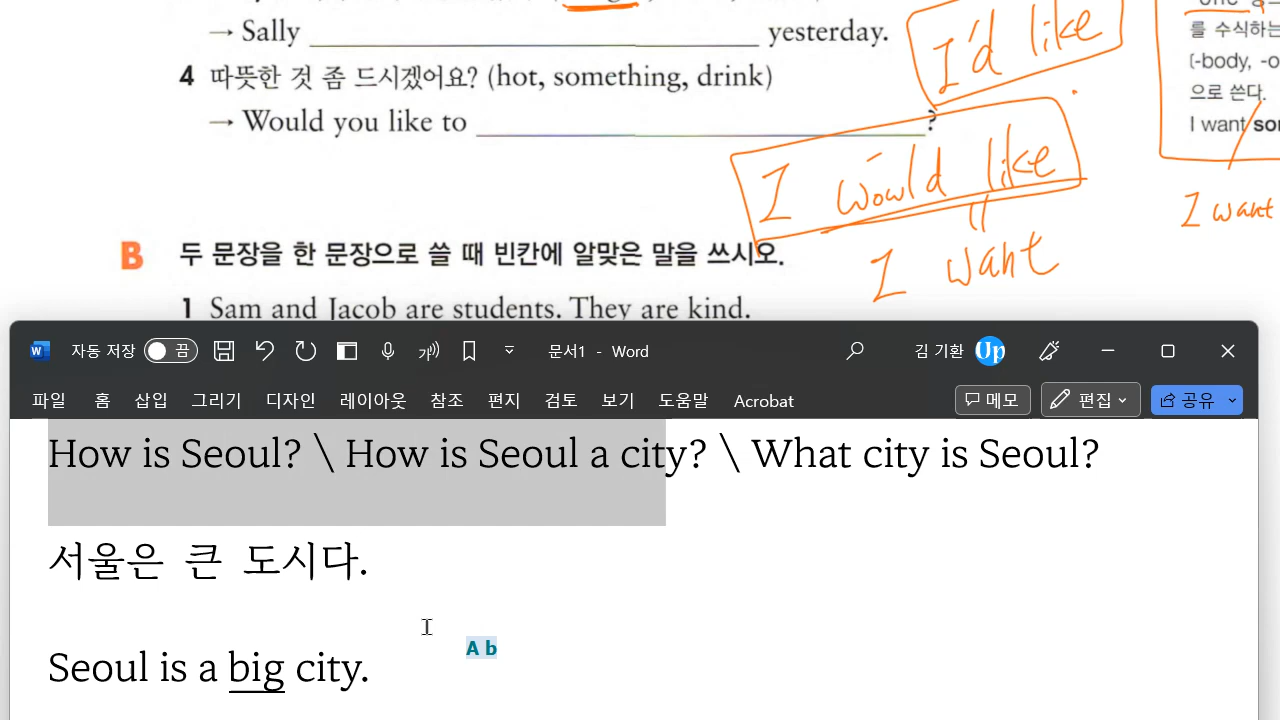 → Sally ____________ yesterday.
4 따뜻한 것 좀 드시겠어요? (hot, something, drink)
→ Would you like to ____________?
I'd like
I would like
I want
를 수식하는
으로 쓴다.
I want
I want
B 두 문장을 한 문장으로 쓸 때 빈칸에 알맞은 말을 쓰시오.
1 Sam and Jacob are students. They are kind.
자동 저장 끔 가)) 문서1 - Word 김 기환 Up
파일 홈 삽입 그리기 디자인 레이아웃 참조 편지 검토 보기 도움말 Acrobat 메모 편집 공유
How is Seoul? \ How is Seoul a city? \ What city is Seoul?
서울은 큰 도시다.
A b
Seoul is a big city.